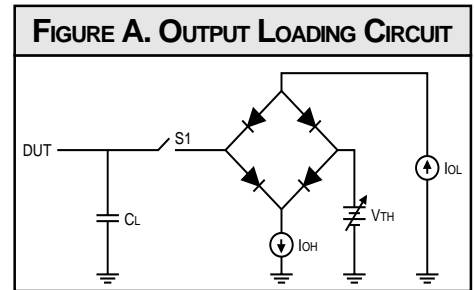 FIGURE A. OUTPUT LOADING CIRCUIT
S1
DUT
IOL
CL
VTH
IOH